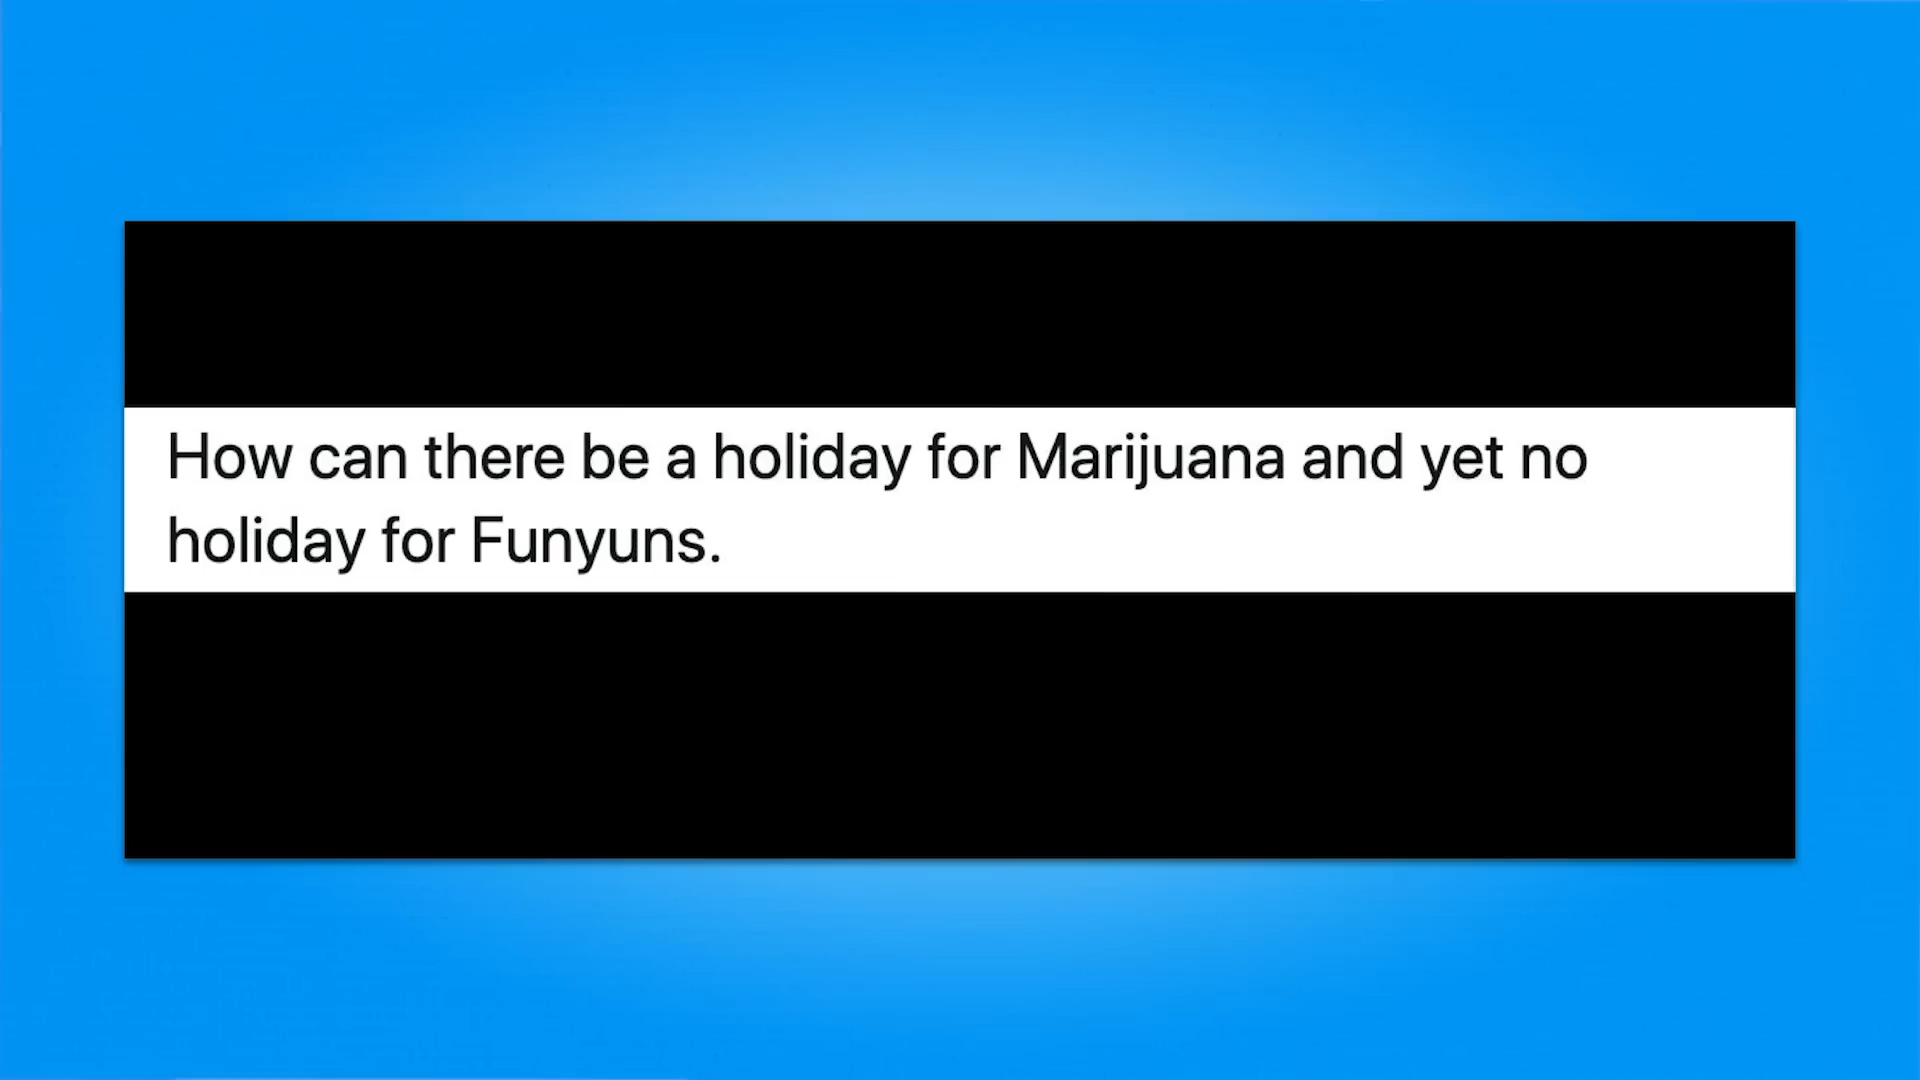 How can there be a holiday for Marijuana and yet no
holiday for Funyuns.